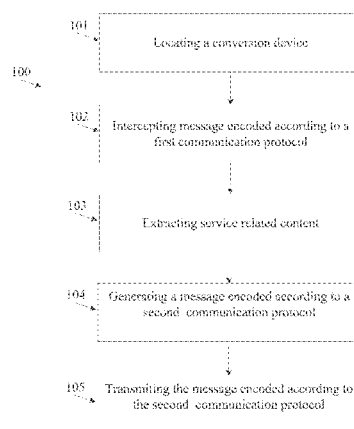 101
Locating a conversion device
100
102
Intercepting message encoded according to a
first communication protocol
103
Extracting service related content
104
Generating a message encoded according to a
second communication protocol
105
Transmiting the message encoded according to
the second communication protocol